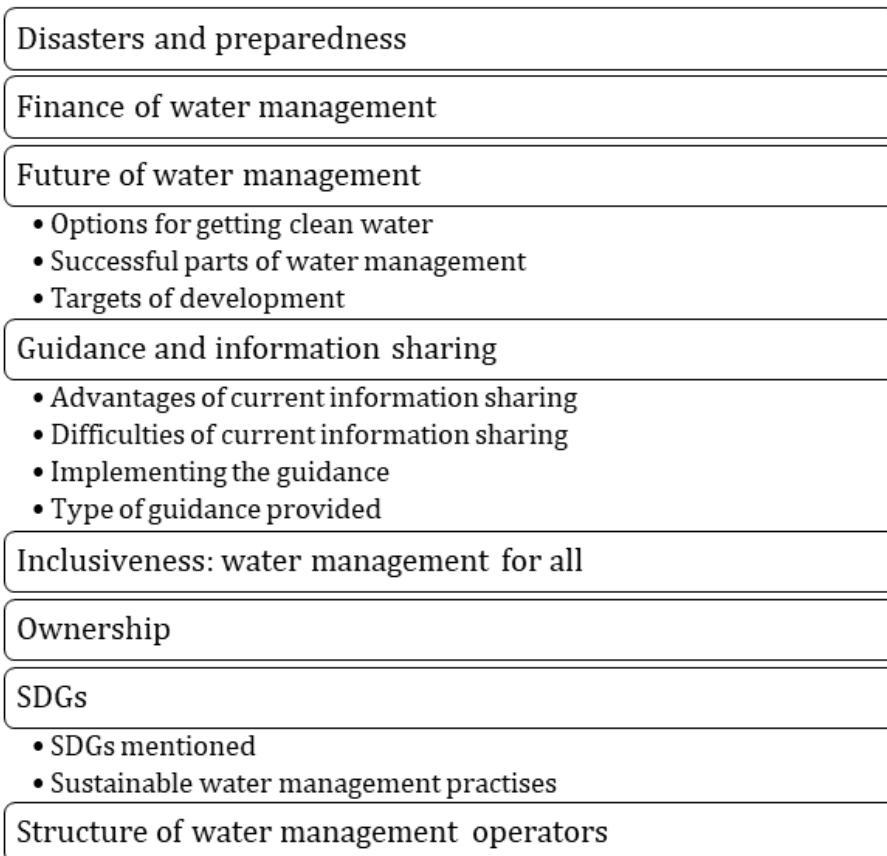 Disasters and preparedness
Finance of water management
Future of water management
• Options for getting clean water
• Successful parts of water management
• Targets of development
Guidance and information sharing
• Advantages of current information sharing
• Difficulties of current information sharing
• Implementing the guidance
• Type of guidance provided
Inclusiveness: water management for all
Ownership
SDGs
• SDGs mentioned
• Sustainable water management practises
Structure of water management operators